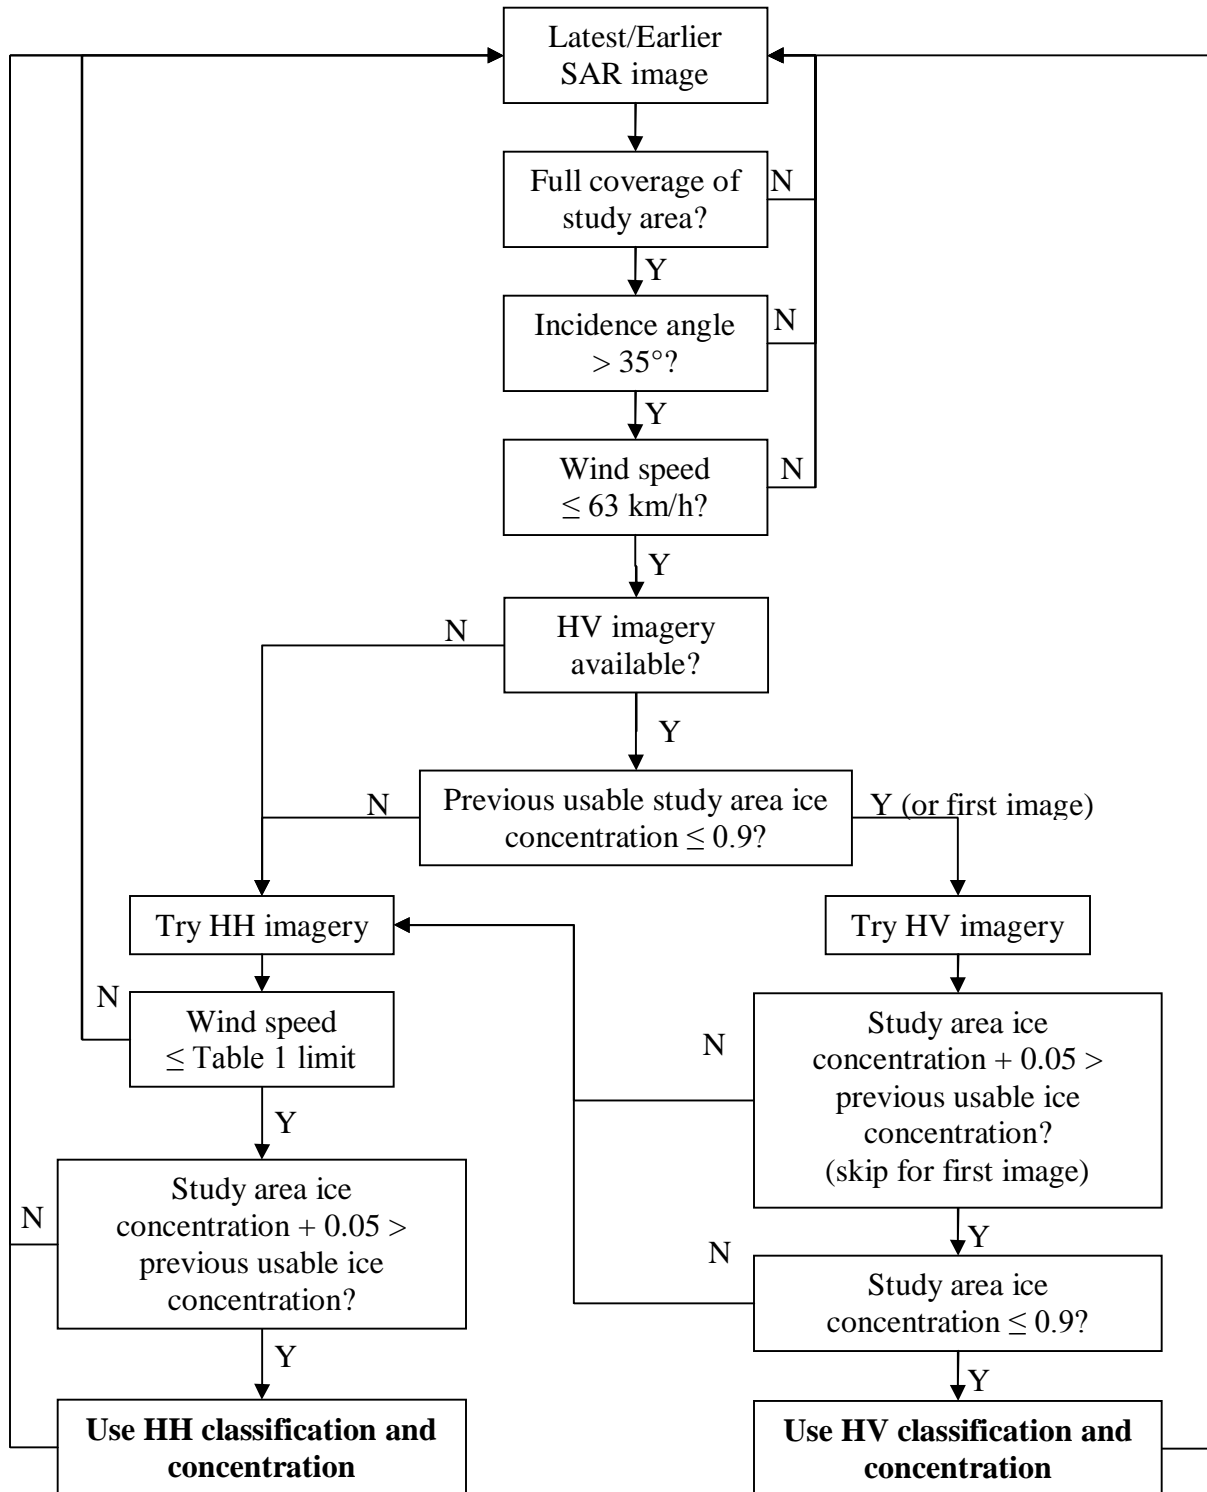 Latest/Earlier
SAR image
Full coverage of
study area?
N
Y
Incidence angle
> 35°?
N
Y
Wind speed
≤ 63 km/h?
N
Y
HV imagery
available?
N
Y
Previous usable study area ice
concentration ≤ 0.9?
N
Y (or first image)
Try HH imagery
Try HV imagery
Wind speed
≤ Table 1 limit
N
Y
Study area ice
concentration + 0.05 >
previous usable ice
concentration?
(skip for first image)
N
Y
Study area ice
concentration + 0.05 >
previous usable ice
concentration?
N
Y
Study area ice
concentration ≤ 0.9?
N
Y
Use HH classification and
concentration
Use HV classification and
concentration